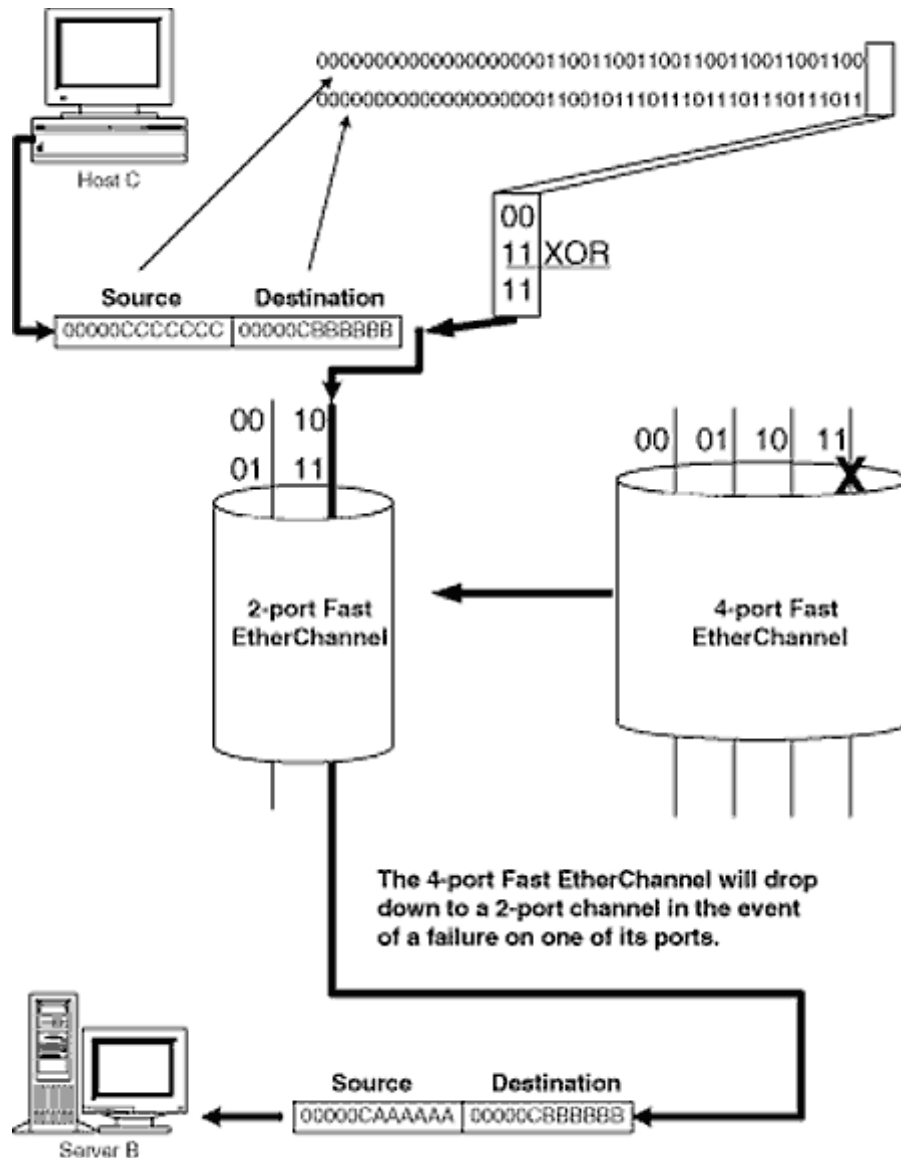 000000000000000000001100110011001100110011001100
000000000000000000001100101110111011101110111011
Host C
00
11 XOR
11
Source Destination
00000CCCCCCC 00000CBBBBBB
00 10
01 11
00 01 10 11
X
2-port Fast
EtherChannel
4-port Fast
EtherChannel
The 4-port Fast EtherChannel will drop
down to a 2-port channel in the event
of a failure on one of its ports.
Source Destination
00000CAAAAAA 00000CBBBBBB
Server B